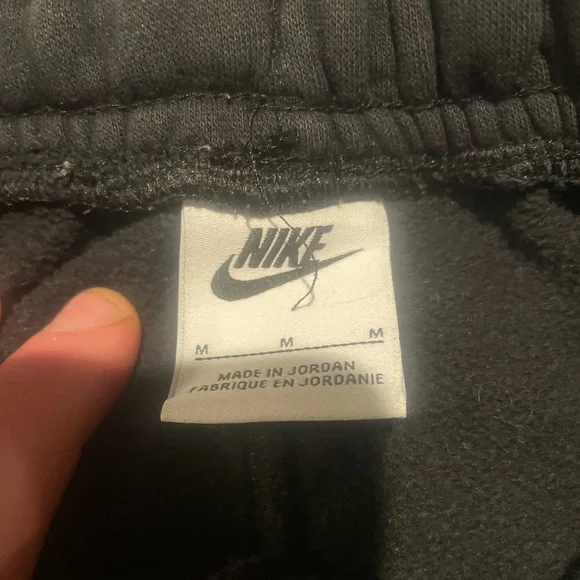 NIKE
M M M
MADE IN JORDAN
FABRIQUE EN JORDANIE